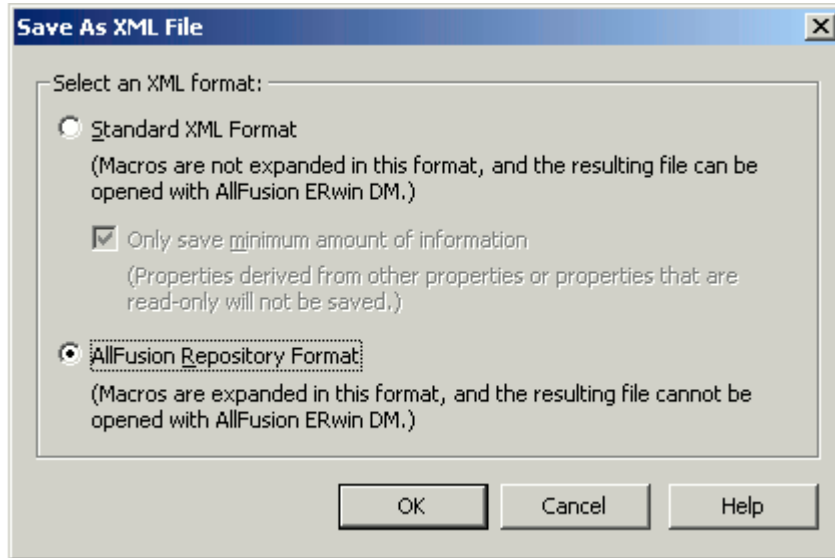 Save As XML File
Select an XML format:
Standard XML Format
(Macros are not expanded in this format, and the resulting file can be
opened with AllFusion ERwin DM.)
Only save minimum amount of information
(Properties derived from other properties or properties that are
read-only will not be saved.)
AllFusion Repository Format
(Macros are expanded in this format, and the resulting file cannot be
opened with AllFusion ERwin DM.)
OK Cancel Help